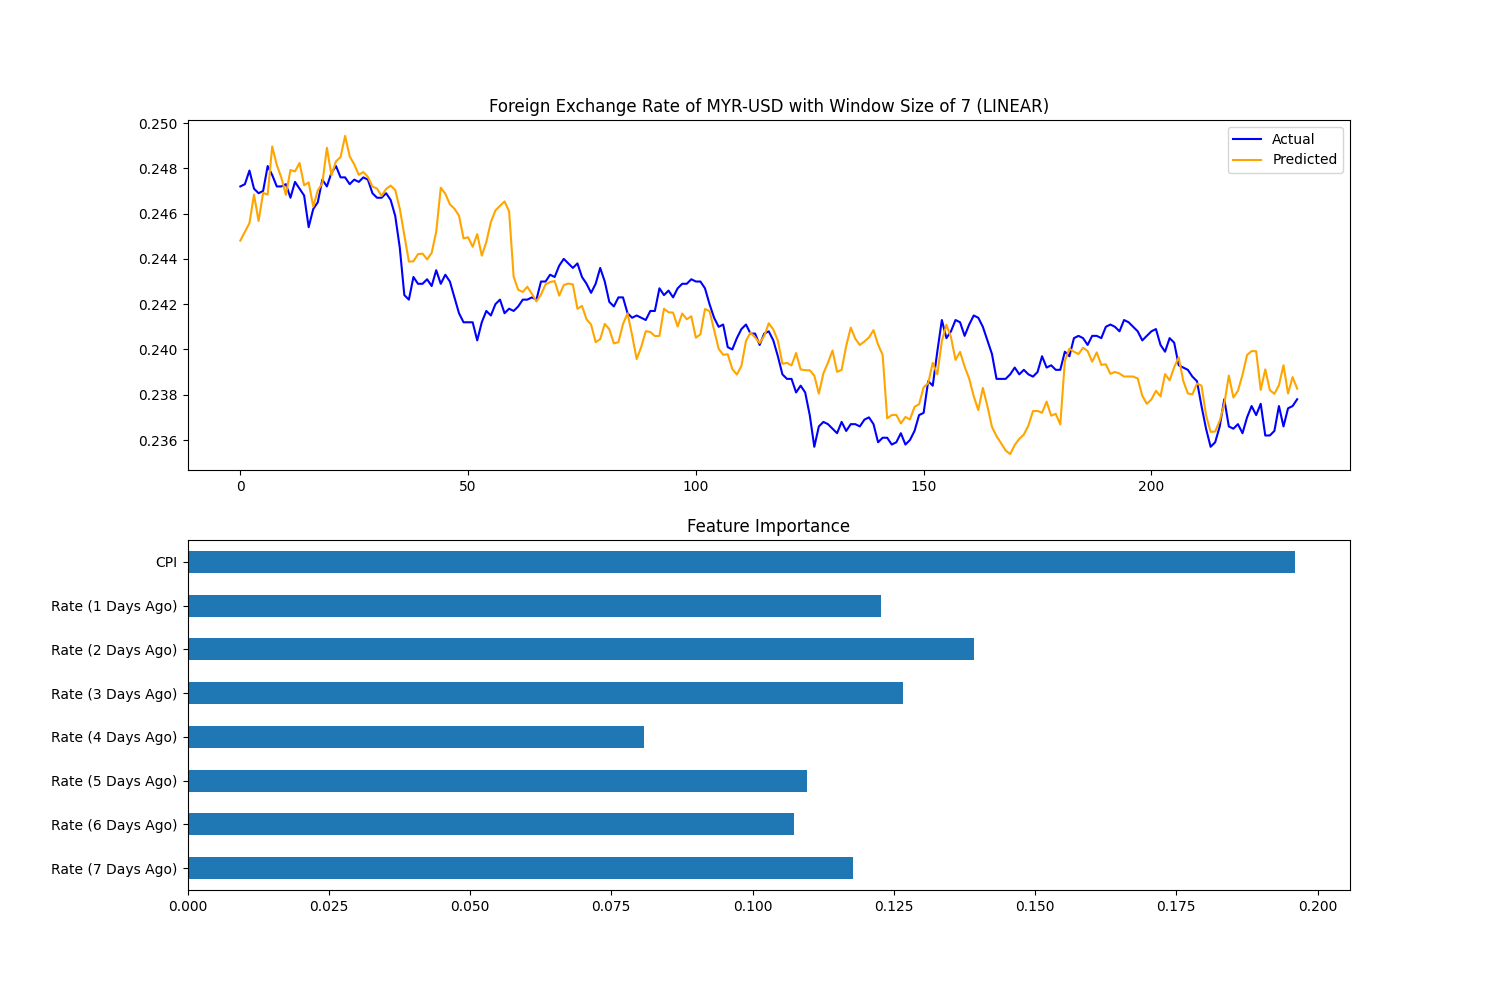 Foreign Exchange Rate of MYR-USD with Window Size of 7 (LINEAR)
0.250
0.248
0.246
0.244
0.242
0.240
0.238
0.236
Actual
Predicted
0
50
100
150
200
Feature Importance
CPI
Rate (1 Days Ago)
Rate (2 Days Ago)
Rate (3 Days Ago)
Rate (4 Days Ago)
Rate (5 Days Ago)
Rate (6 Days Ago)
Rate (7 Days Ago)
0.000
0.025
0.050
0.075
0.100
0.125
0.150
0.175
0.200